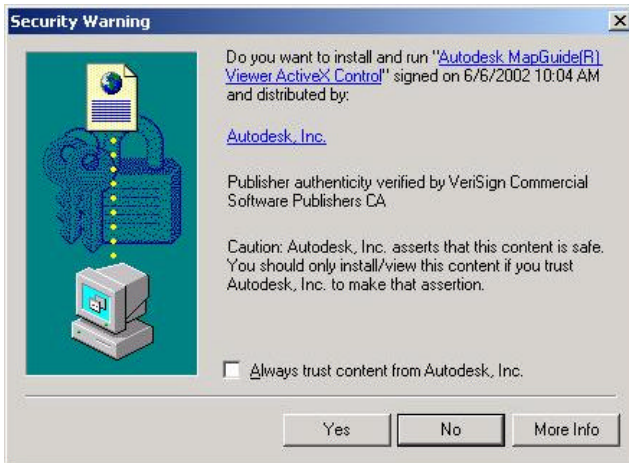 Security Warning
Do you want to install and run "Autodesk MapGuide(R)
Viewer ActiveX Control" signed on 6/6/2002 10:04 AM
and distributed by:
Autodesk, Inc.
Publisher authenticity verified by VeriSign Commercial
Software Publishers CA
Caution: Autodesk, Inc. asserts that this content is safe.
You should only install/view this content if you trust
Autodesk, Inc. to make that assertion.
Always trust content from Autodesk, Inc.
Yes
No
More Info